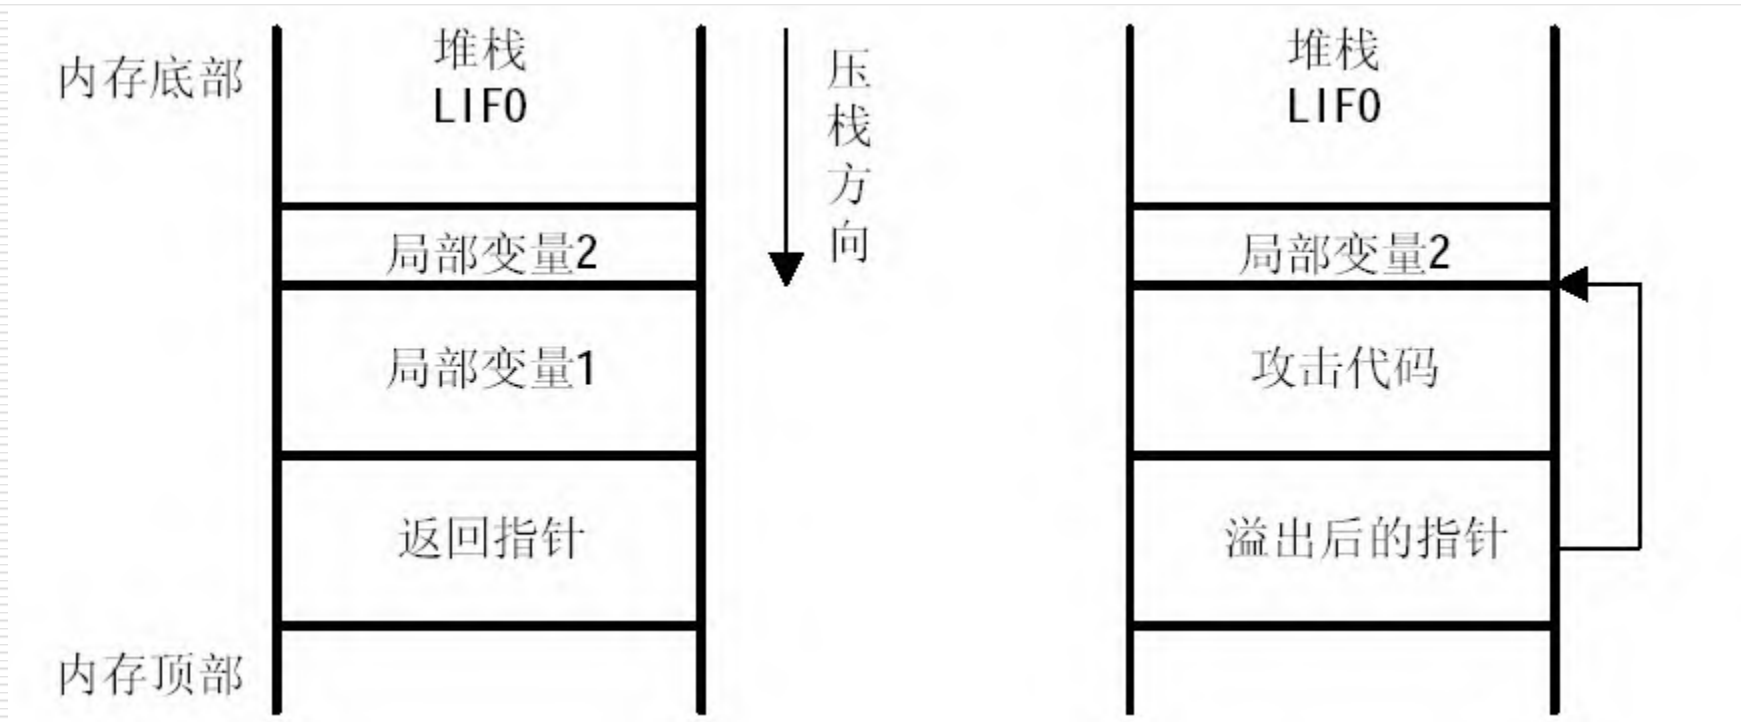 内存底部
堆栈
LIFO
局部变量2
局部变量1
返回指针
内存顶部
压栈方向
堆栈
LIFO
局部变量2
攻击代码
溢出后的指针